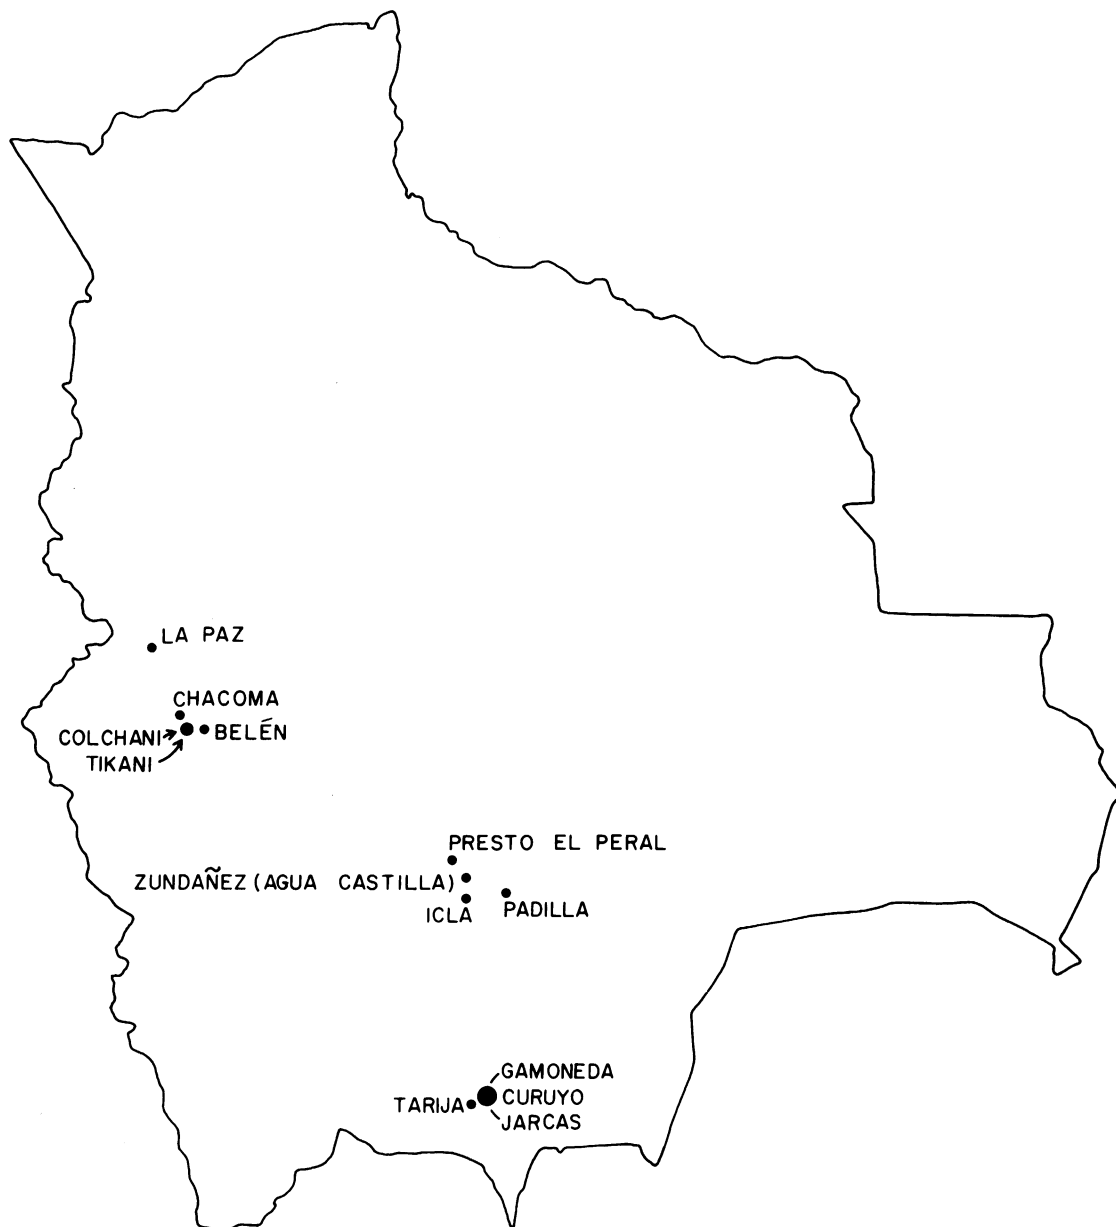 LA PAZ
CHACOMA
COLCHANI
BELÉN
TIKANI
PRESTO EL PERAL
ZUNDAÑEZ (AGUA CASTILLA)
ICLA
PADILLA
GAMONEDA
TARIJA
CURUYO
JARCAS